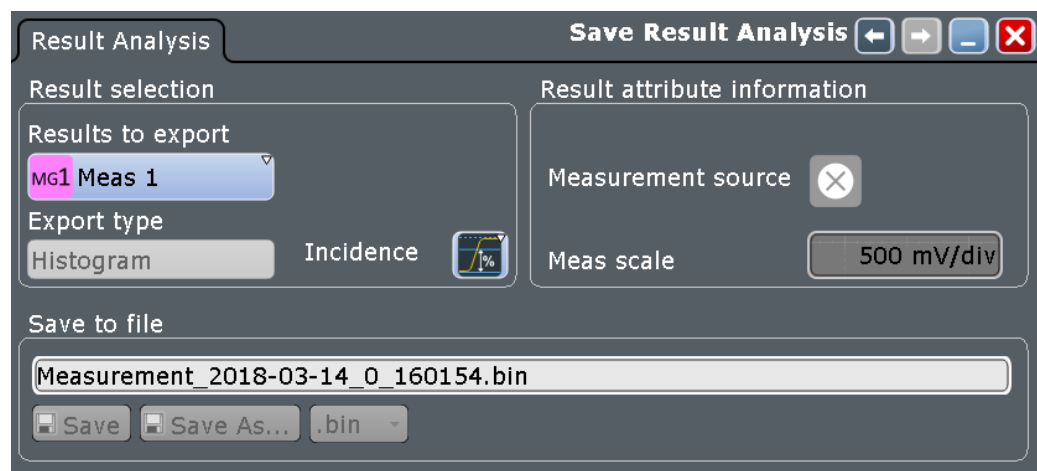 Result Analysis
Save Result Analysis
Result selection
Results to export
MG1 Meas 1
Export type
Histogram
Incidence
%
Result attribute information
Measurement source
Meas scale
500 mV/div
Save to file
Measurement_2018-03-14_0_160154.bin
Save
Save As...
.bin